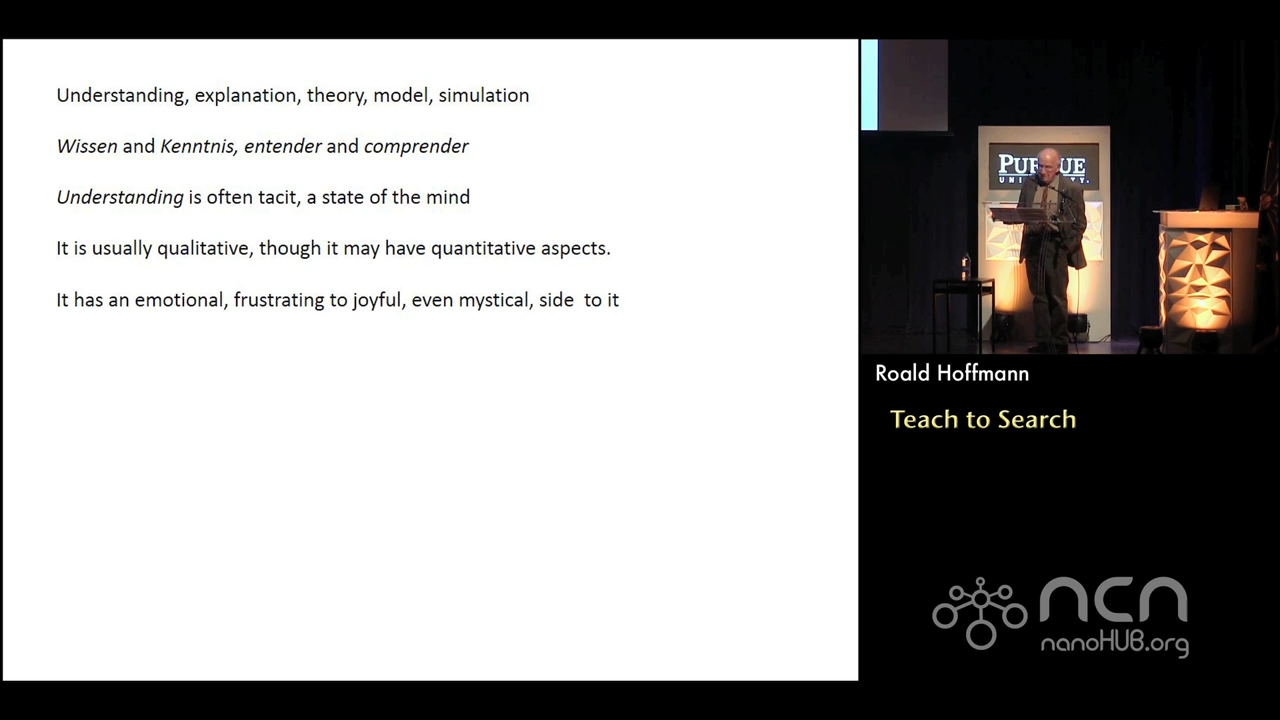 Understanding, explanation, theory, model, simulation
Wissen and Kenntnis, entender and comprender
Understanding is often tacit, a state of the mind
It is usually qualitative, though it may have quantitative aspects.
It has an emotional, frustrating to joyful, even mystical, side to it
PURDUE
UNIVERSITY.
Roald Hoffmann
Teach to Search
ncn
nanoHUB.org